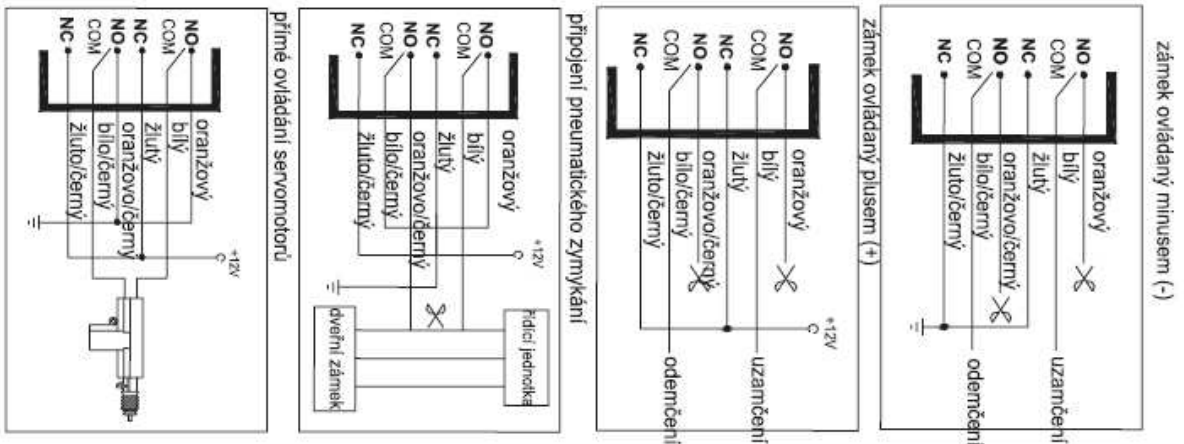 zámek ovládaný minusem (-)
NO oranžový
COM bílý uzamčení
NC žlutý
NO oranžovo/černý
COM bílo/černý odemčení
NC žluto/černý
zámek ovládaný plusem (+)
NO oranžový +12V
COM bílý uzamčení
NC žlutý
NO oranžovo/černý
COM bílo/černý odemčení
NC žluto/černý
připojení pneumatického zymykání
NO oranžový +12V řídící jednotka
COM bílý
NC žlutý
NO oranžovo/černý
COM bílo/černý
NC žluto/černý dveřní zámek
přímé ovládání servomotorů
NO oranžový +12V
COM bílý
NC žlutý
NO oranžovo/černý
COM bílo/černý
NC žluto/černý